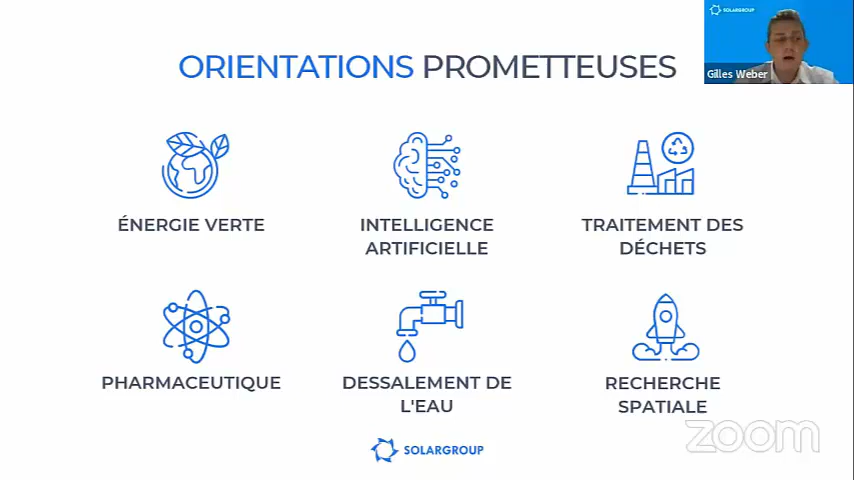 SOLARGROUP
Gilles Weber
ORIENTATIONS PROMETTEUSES
ÉNERGIE VERTE
INTELLIGENCE
ARTIFICIELLE
TRAITEMENT DES
DÉCHETS
PHARMACEUTIQUE
DESSALEMENT DE
L'EAU
RECHERCHE
SPATIALE
SOLARGROUP
zoom